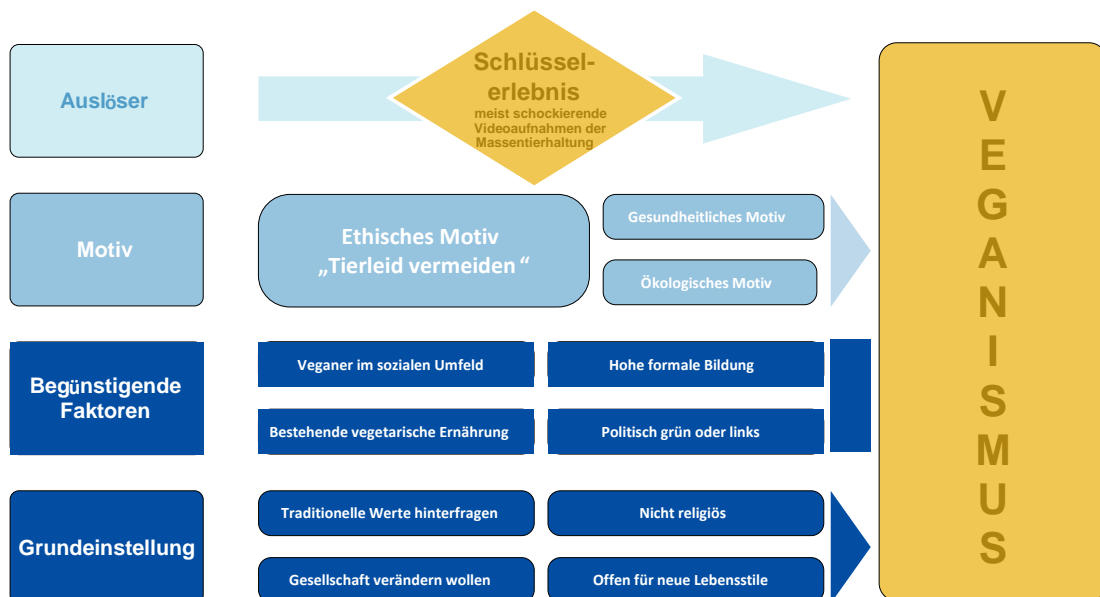 Auslöser
Schlüssel-
erlebnis
meist schockierende
Videoaufnahmen der
Massentierhaltung
Motiv
Ethisches Motiv
„Tierleid vermeiden “
Gesundheitliches Motiv
Ökologisches Motiv
Begünstigende
Faktoren
Veganer im sozialen Umfeld
Hohe formale Bildung
Bestehende vegetarische Ernährung
Politisch grün oder links
Grundeinstellung
Traditionelle Werte hinterfragen
Nicht religiös
Gesellschaft verändern wollen
Offen für neue Lebensstile
V
E
G
A
N
I
S
M
U
S